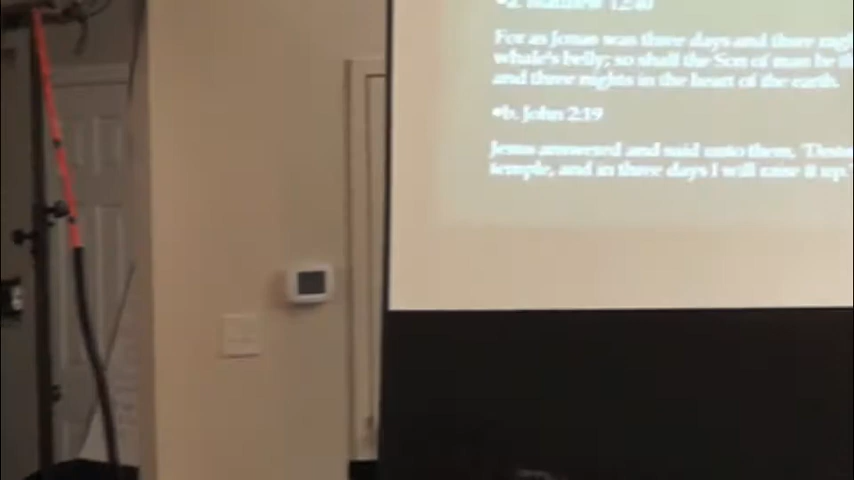 •a. Matthew 12:40
For as Jonas was three days and three
whale's belly; so shall the Son of man be
and three nights in the heart of the earth.
•b. John 2:19
Jesus answered and said unto them, 'Destroy
temple, and in three days I will raise it up.'